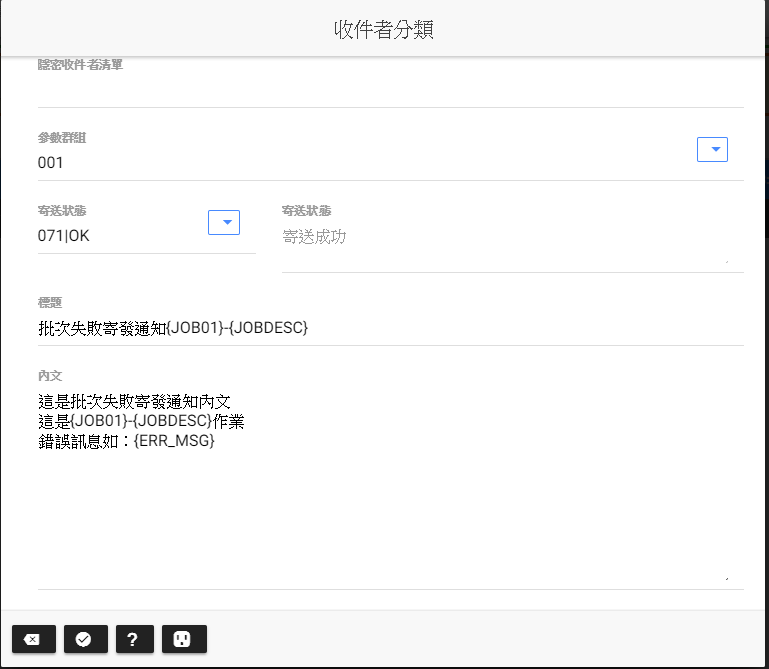 收件者分類
隱密收件者清單
參數群組
001
寄送狀態
071|OK
寄送狀態
寄送成功
標題
批次失敗寄發通知{JOB01}-{JOBDESC}
內文
這是批次失敗寄發通知內文
這是{JOB01}-{JOBDESC}作業
錯誤訊息如：{ERR_MSG}
?